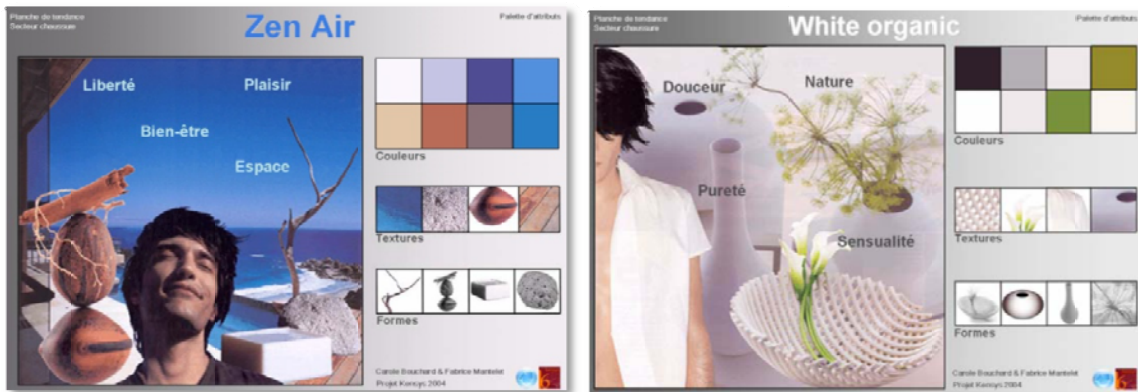 Planche de tendance
Secteur chaussure
Zen Air
Palette d'attributs
Liberté
Plaisir
Bien-être
Espace
Couleurs
Textures
Formes
Carole Bouchard & Fabrice Mantelet
Projet Kensys 2004
Planche de tendance
Secteur chaussure
White organic
Palette d'attributs
Douceur
Nature
Pureté
Sensualité
Couleurs
Textures
Formes
Carole Bouchard & Fabrice Mantelet
Projet Kensys 2004